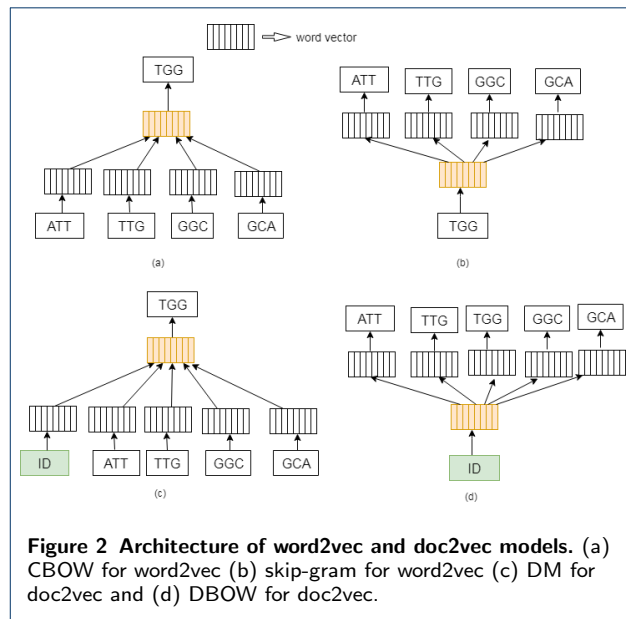 word vector
TGG
ATT TTG GGC GCA
(a)
ATT TTG GGC GCA
TGG
(b)
TGG
ID ATT TTG GGC GCA
(c)
ATT TTG TGG GGC GCA
ID
(d)
Figure 2 Architecture of word2vec and doc2vec models. (a)
CBOW for word2vec (b) skip-gram for word2vec (c) DM for
doc2vec and (d) DBOW for doc2vec.